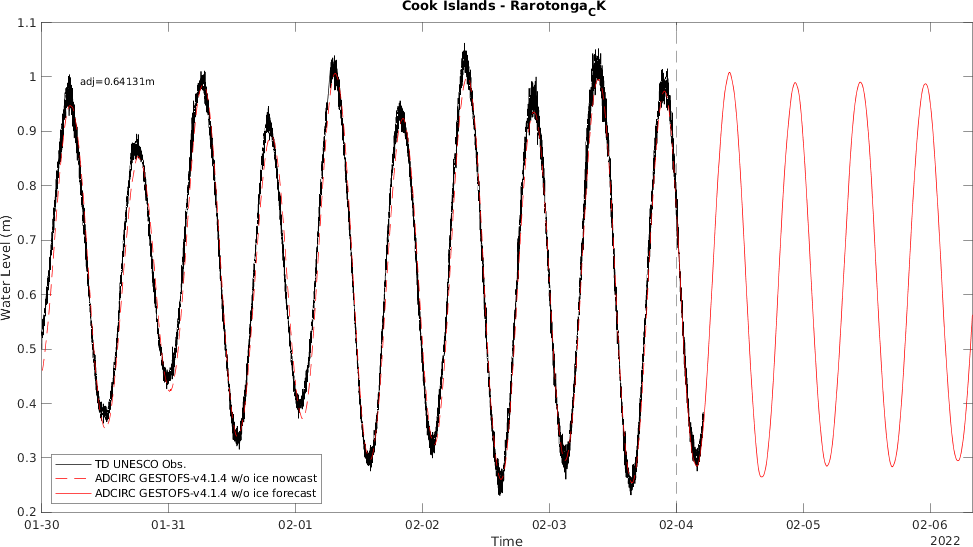 Cook Islands - Rarotonga_CK
1.1
1
0.9
0.8
0.7
0.6
0.5
0.4
0.3
0.2
Water Level (m)
adj=0.64131m
TD UNESCO Obs.
ADCIRC GESTOFS-v4.1.4 w/o ice nowcast
ADCIRC GESTOFS-v4.1.4 w/o ice forecast
01-30 01-31 02-01 02-02 02-03 02-04 02-05 02-06
Time
2022